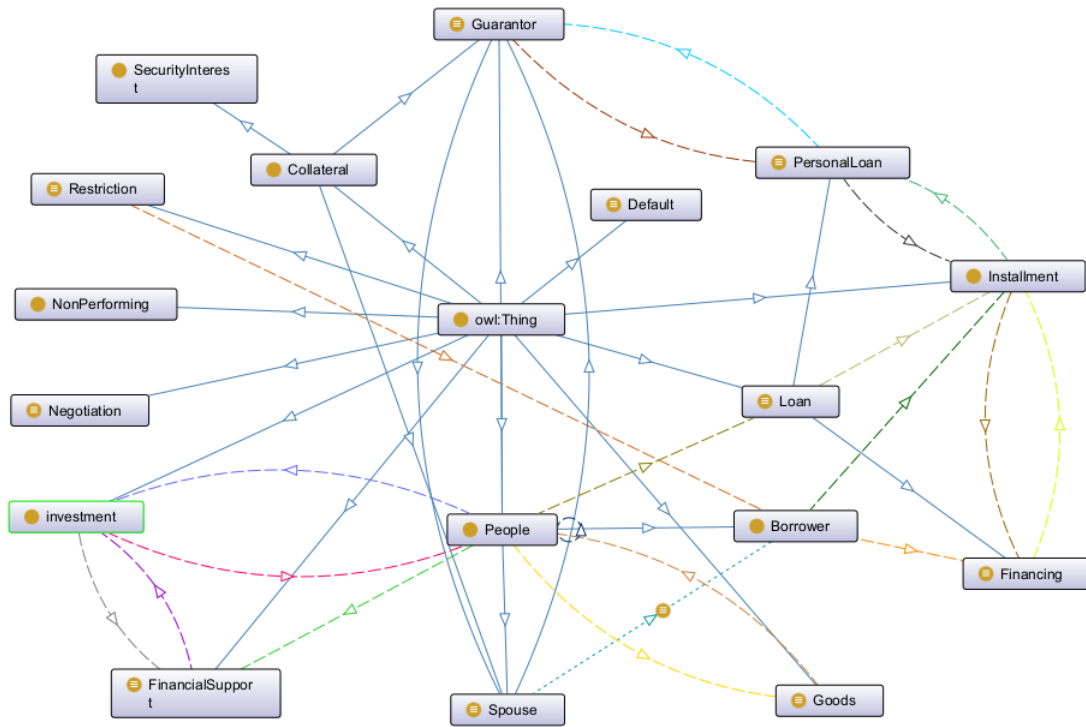 Guarantor
SecurityInteres
t
PersonalLoan
Collateral
Restriction
Default
Installment
NonPerforming
owl:Thing
Negotiation
Loan
investment
People
Borrower
Financing
FinancialSuppor
t
Spouse
Goods